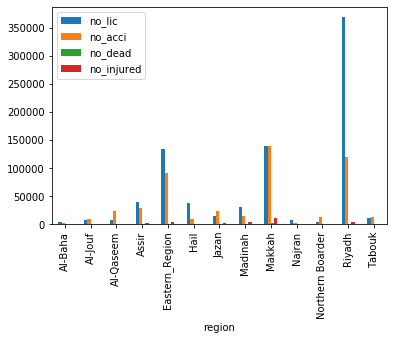 no_lic
no_acci
no_dead
no_injured
350000
300000
250000
200000
150000
100000
50000
0
Al-Baha
Al-Jouf
Al-Qaseem
Assir
Eastern_Region
Hail
Jazan
Madinah
Makkah
Najran
Northern Boarder
Riyadh
Tabouk
region